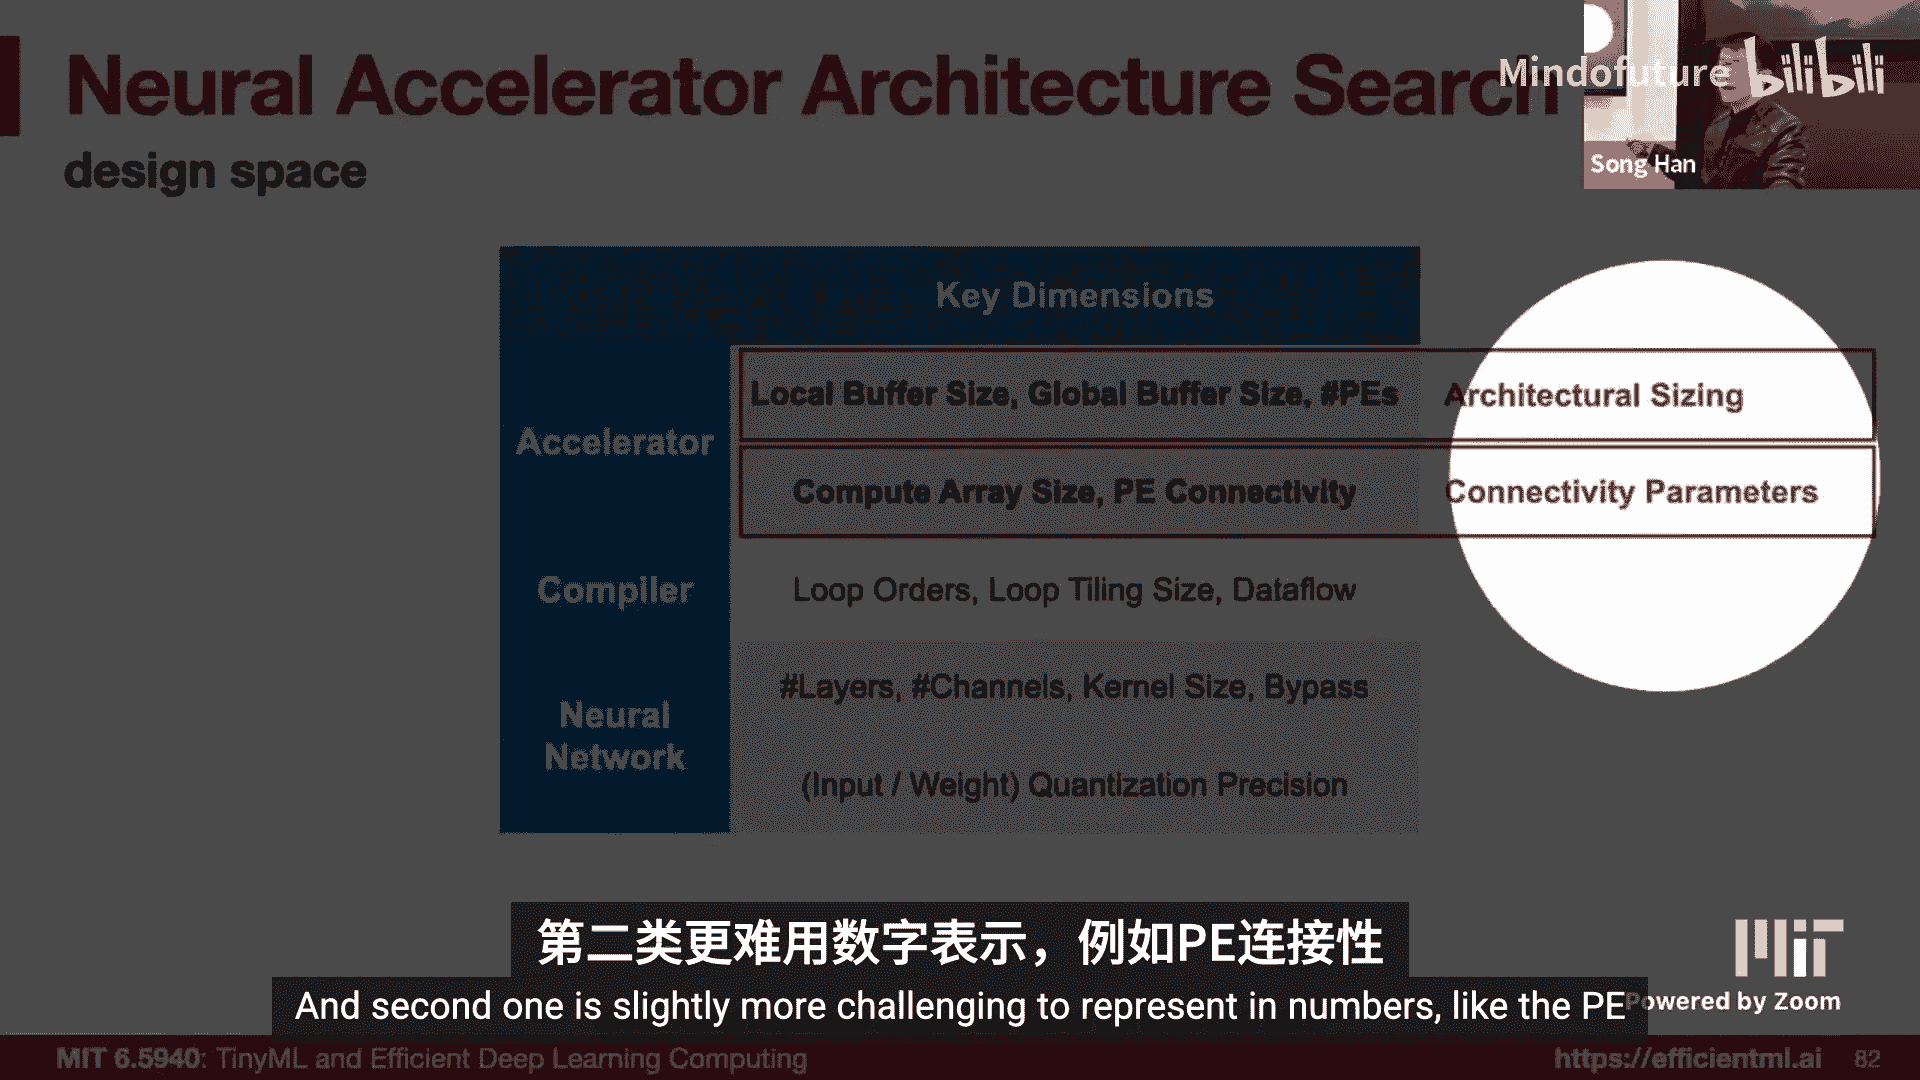 Neural Accelerator Architecture Search
Mindofuture bilibili
Song Han
design space
Key Dimensions
Accelerator
Local Buffer Size, Global Buffer Size, #PEs
Architectural Sizing
Compute Array Size, PE Connectivity
Connectivity Parameters
Compiler
Loop Orders, Loop Tiling Size, Dataflow
Neural
Network
#Layers, #Channels, Kernel Size, Bypass
(Input / Weight) Quantization Precision
第二类更难用数字表示，例如PE连接性
And second one is slightly more challenging to represent in numbers, like the PE
MiT
Powered by Zoom
MIT 6.5940: TinyML and Efficient Deep Learning Computing
https://efficientml.ai
82